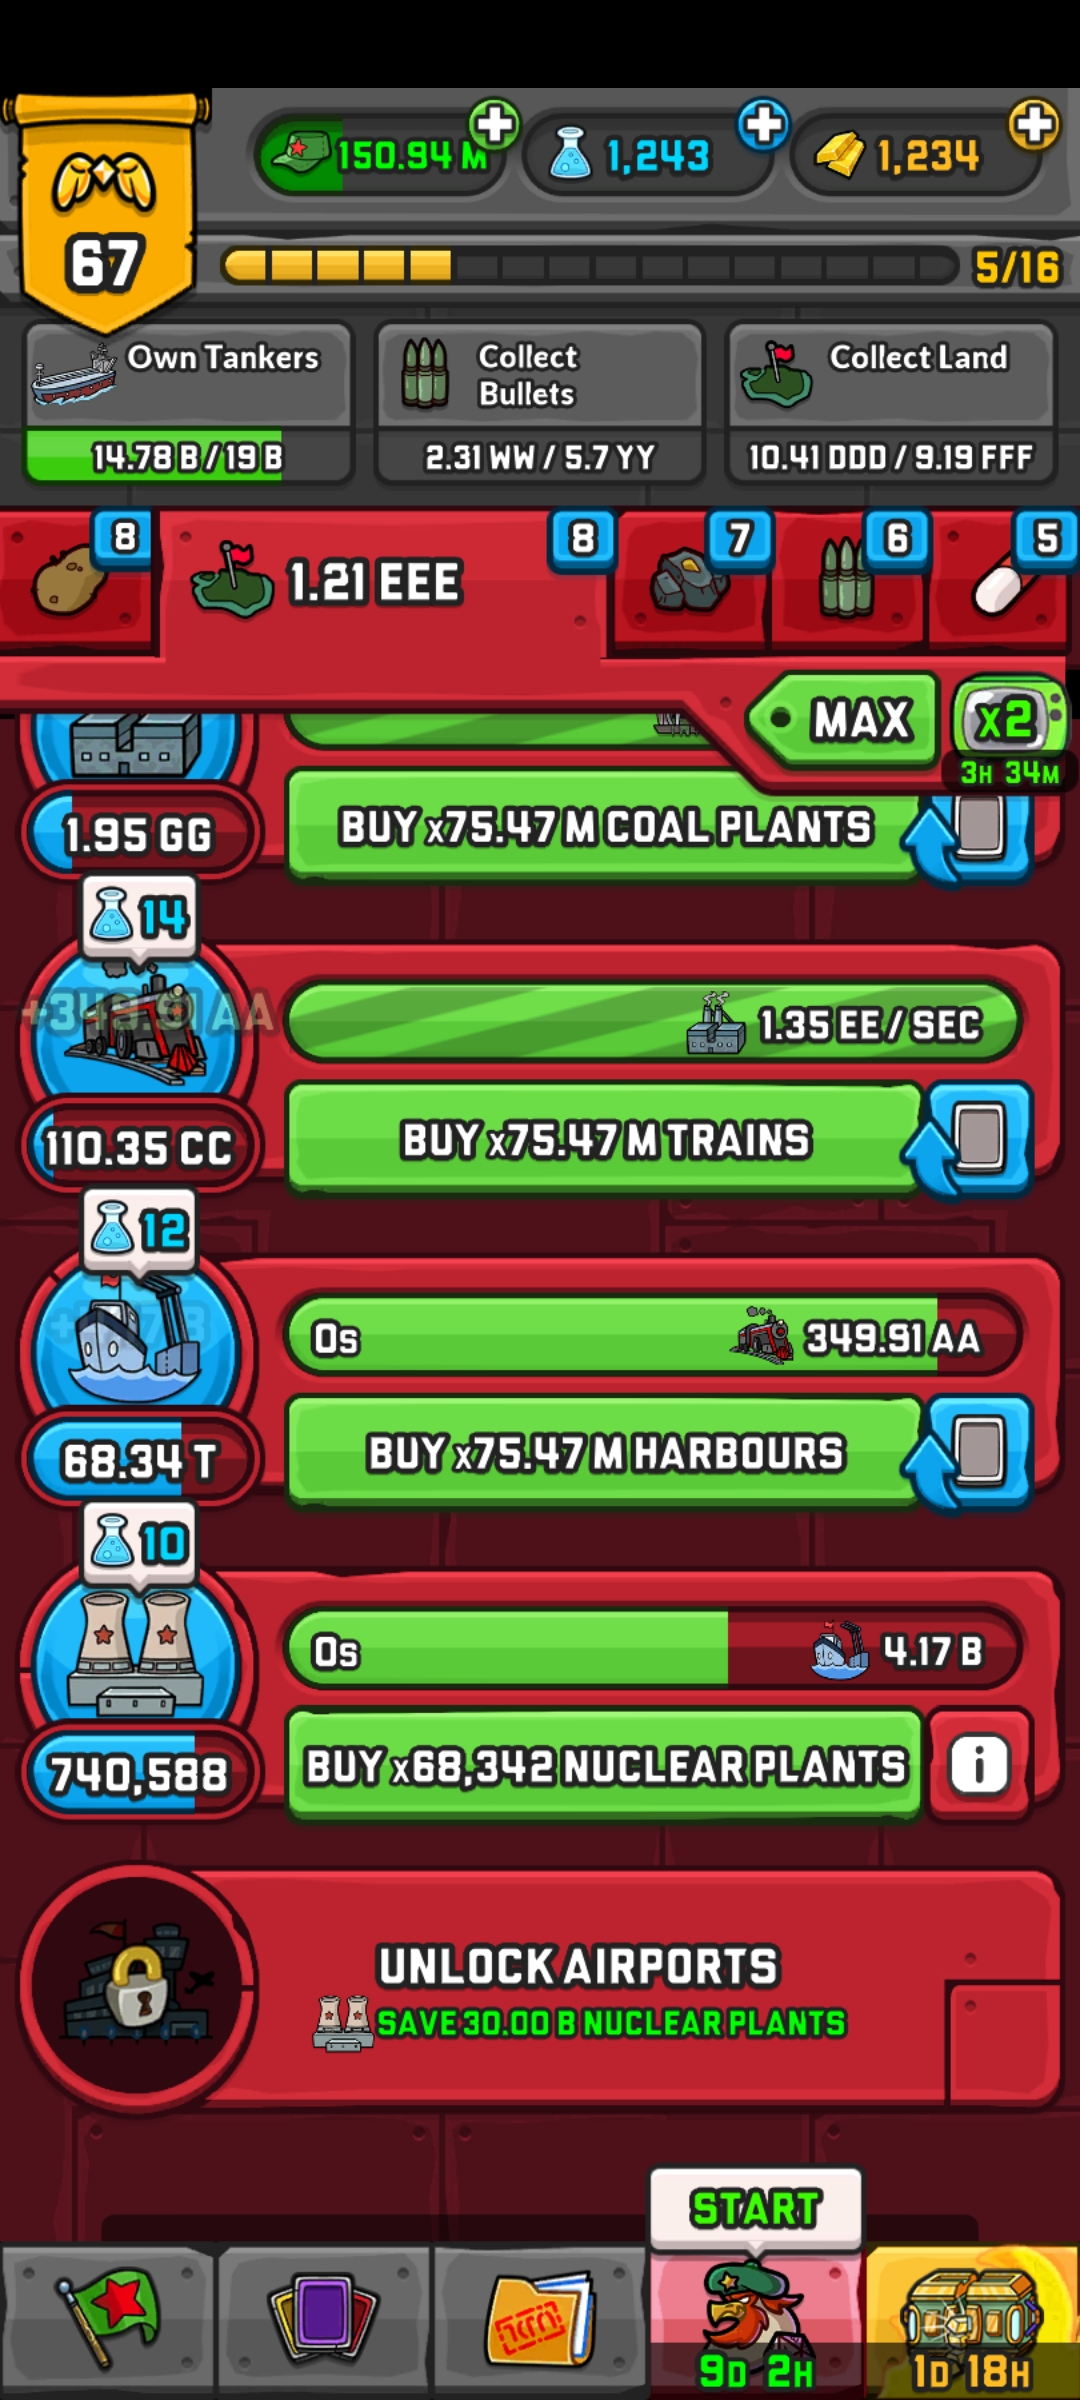 67
150.94 M
1,243
1,234
5/16
Own Tankers
14.78 B / 19 B
Collect
Bullets
2.31 WW / 5.7 YY
Collect Land
10.41 DDD / 9.19 FFF
8
1.21 EEE
8
7
6
5
MAX
x2
3H 34M
1.95 GG
BUY x75.47 M COAL PLANTS
14
+349.91 AA
1.35 EE / SEC
110.35 CC
BUY x75.47 M TRAINS
12
0s
349.91 AA
68.34 T
BUY x75.47 M HARBOURS
10
0s
4.17 B
740,588
BUY x68,342 NUCLEAR PLANTS
i
UNLOCK AIRPORTS
SAVE 30.00 B NUCLEAR PLANTS
START
9D 2H
1D 18H